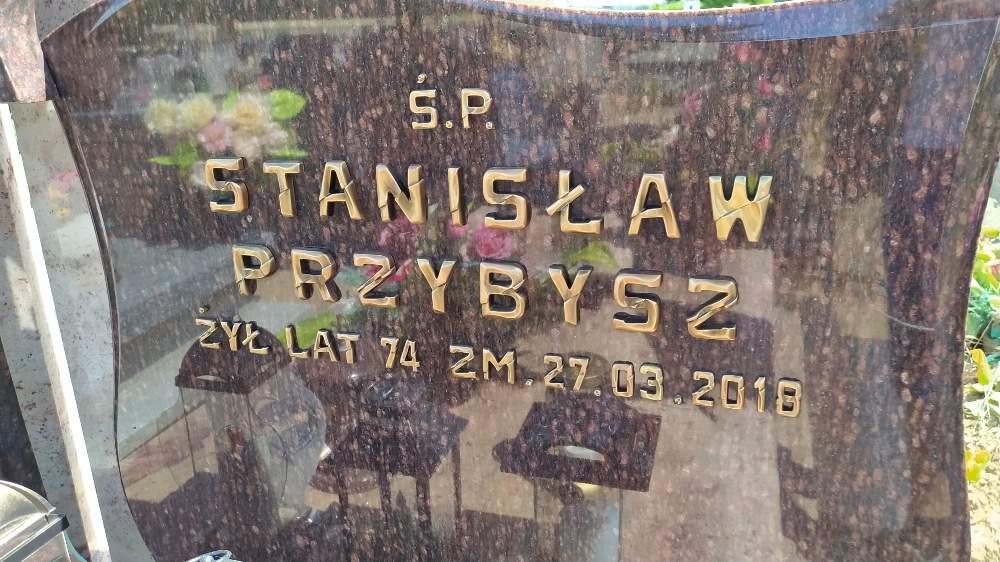 Ś.P.
STANISŁAW
PRZYBYSZ
ŻYŁ LAT 74 ZM. 27.03.2018